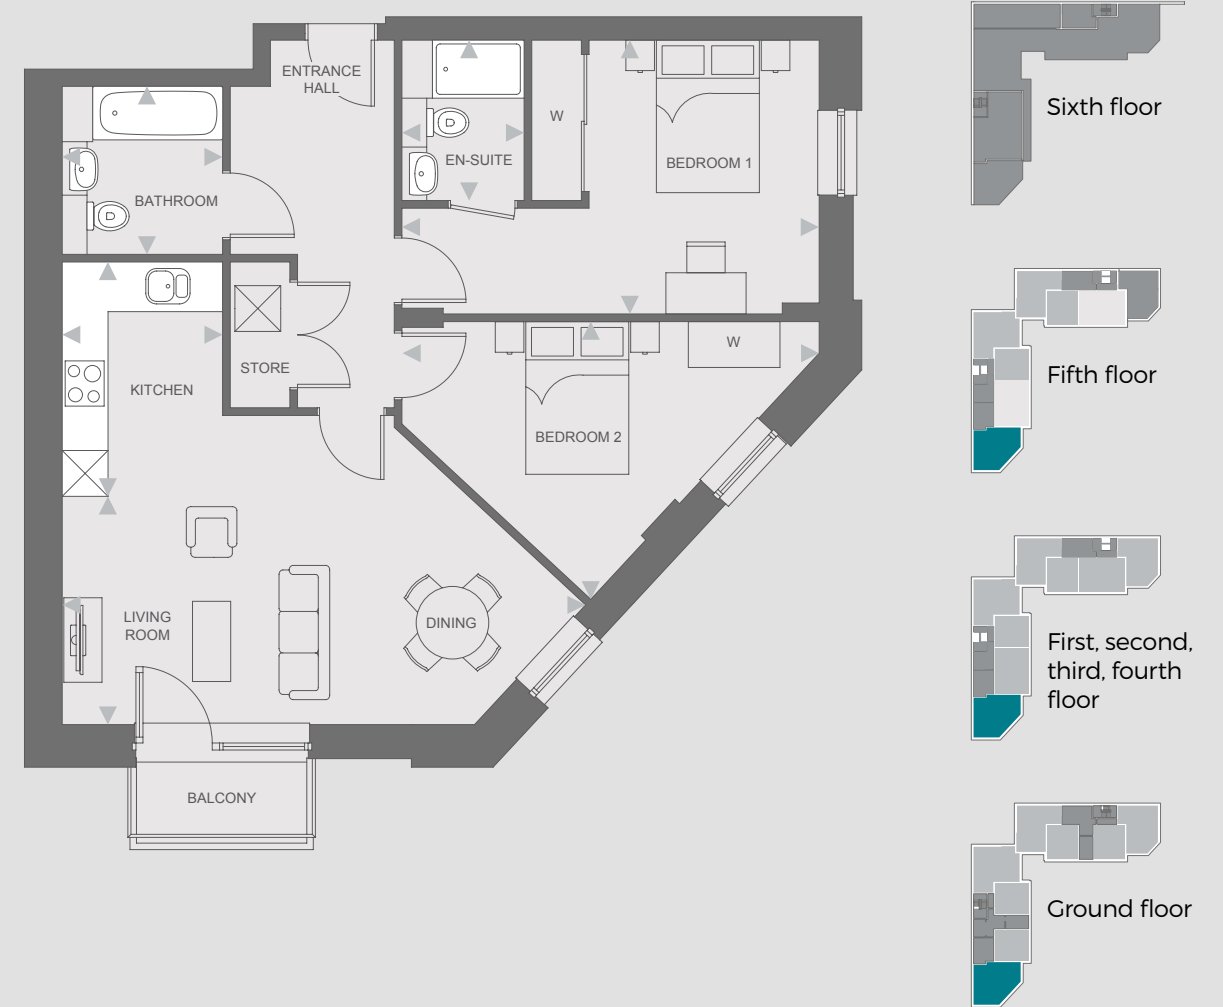 ENTRANCE
HALL
W
EN-SUITE
BEDROOM 1
BATHROOM
STORE
W
KITCHEN
BEDROOM 2
LIVING
ROOM
DINING
BALCONY
Sixth floor
Fifth floor
First, second,
third, fourth
floor
Ground floor